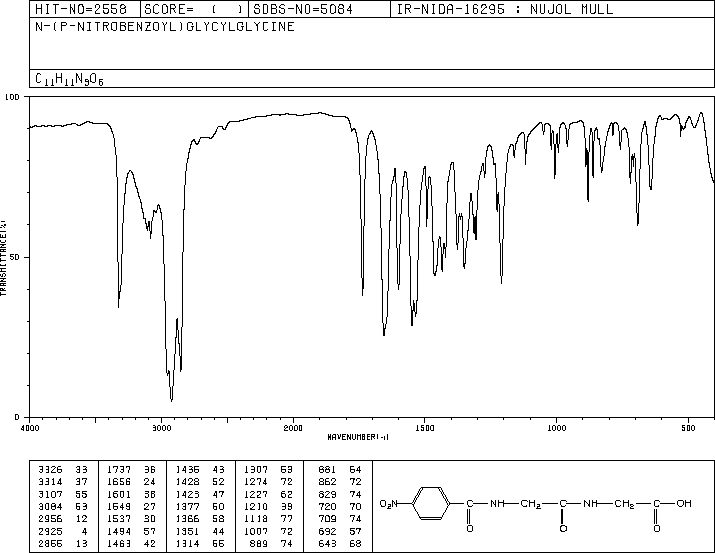 HIT-NO=2558 SCORE= ( ) SDBS-NO=5084 IR-NIDA-16295 : NUJOL MULL
N-(P-NITROBENZOYL)GLYCYLGLYCINE
C11H11N3O6
100
50
0
TRANSMITTANCE(%)
4000 3000 2000 1500 1000 500
WAVENUMBER(-1)
3326 33 1737 36 1436 43 1307 53 881 64
3314 37 1656 24 1428 52 1274 72 862 72
3107 55 1601 38 1423 47 1227 62 829 74
3084 53 1549 27 1377 50 1210 39 720 70
2956 12 1537 30 1366 58 1118 77 709 74
2925 4 1494 57 1351 44 1007 72 692 57
2855 13 1463 42 1314 55 889 74 643 68
O2N C NH CH2 C NH CH2 C OH
O O O